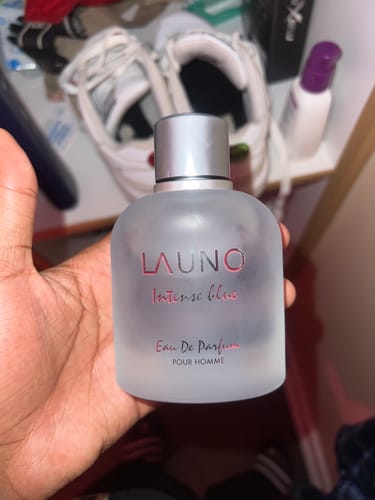 LAUNO
Intense blue
Eau De Parfum
POUR HOMME